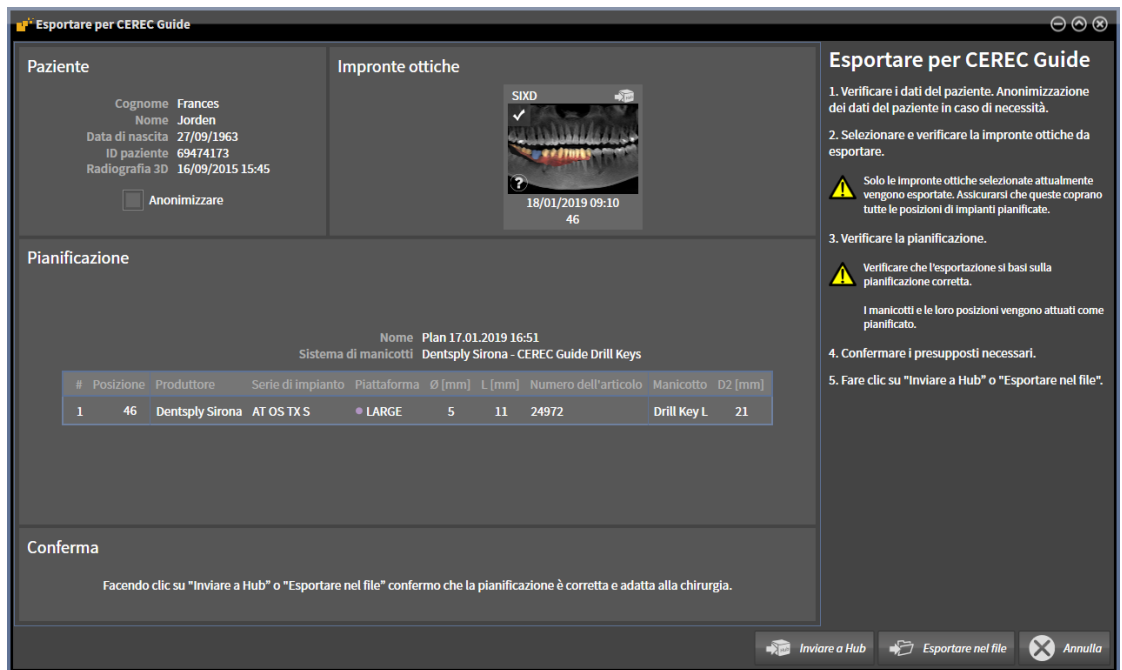 Esportare per CEREC Guide
Paziente
Cognome Frances
Nome Jorden
Data di nascita 27/09/1963
ID paziente 69474173
Radiografia 3D 16/09/2015 15:45
Anonimizzare
Impronte ottiche
SIXD
?
18/01/2019 09:10
46
Pianificazione
Nome Plan 17.01.2019 16:51
Sistema di manicotti Dentsply Sirona - CEREC Guide Drill Keys
# Posizione Produttore Serie di impianto Piattaforma Ø [mm] L [mm] Numero dell'articolo Manicotto D2 [mm]
1 46 Dentsply Sirona AT OS TX S LARGE 5 11 24972 Drill Key L 21
Conferma
Facendo clic su "Inviare a Hub" o "Esportare nel file" confermo che la pianificazione è corretta e adatta alla chirurgia.
Esportare per CEREC Guide
1. Verificare i dati del paziente. Anonimizzazione
dei dati del paziente in caso di necessità.
2. Selezionare e verificare la impronte ottiche da
esportare.
Solo le impronte ottiche selezionate attualmente
vengono esportate. Assicurarsi che queste coprano
tutte le posizioni di impianti pianificate.
3. Verificare la pianificazione.
Verificare che l'esportazione si basi sulla
pianificazione corretta.
I manicotti e le loro posizioni vengono attuati come
pianificato.
4. Confermare i presupposti necessari.
5. Fare clic su "Inviare a Hub" o "Esportare nel file".
Inviare a Hub
Esportare nel file
Annulla